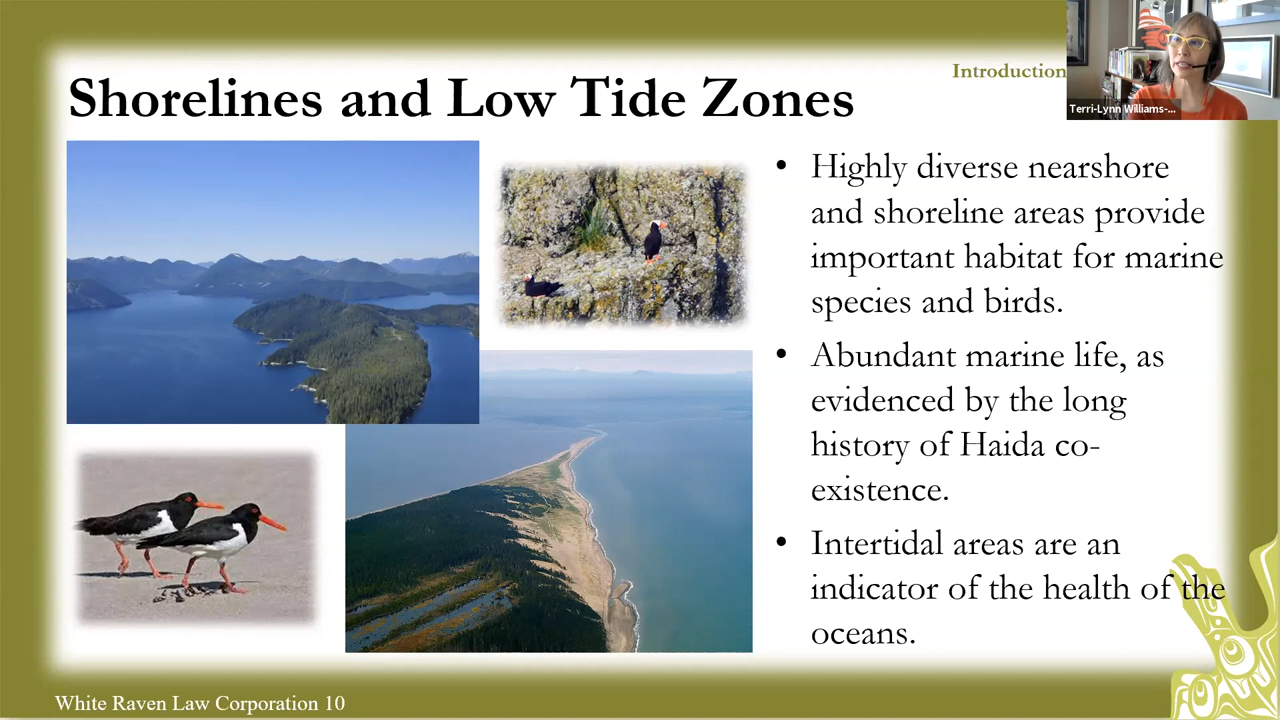 Introduction
Shorelines and Low Tide Zones
Terri-Lynn Williams-...
• Highly diverse nearshore
and shoreline areas provide
important habitat for marine
species and birds.
• Abundant marine life, as
evidenced by the long
history of Haida co-
existence.
• Intertidal areas are an
indicator of the health of the
oceans.
White Raven Law Corporation 10